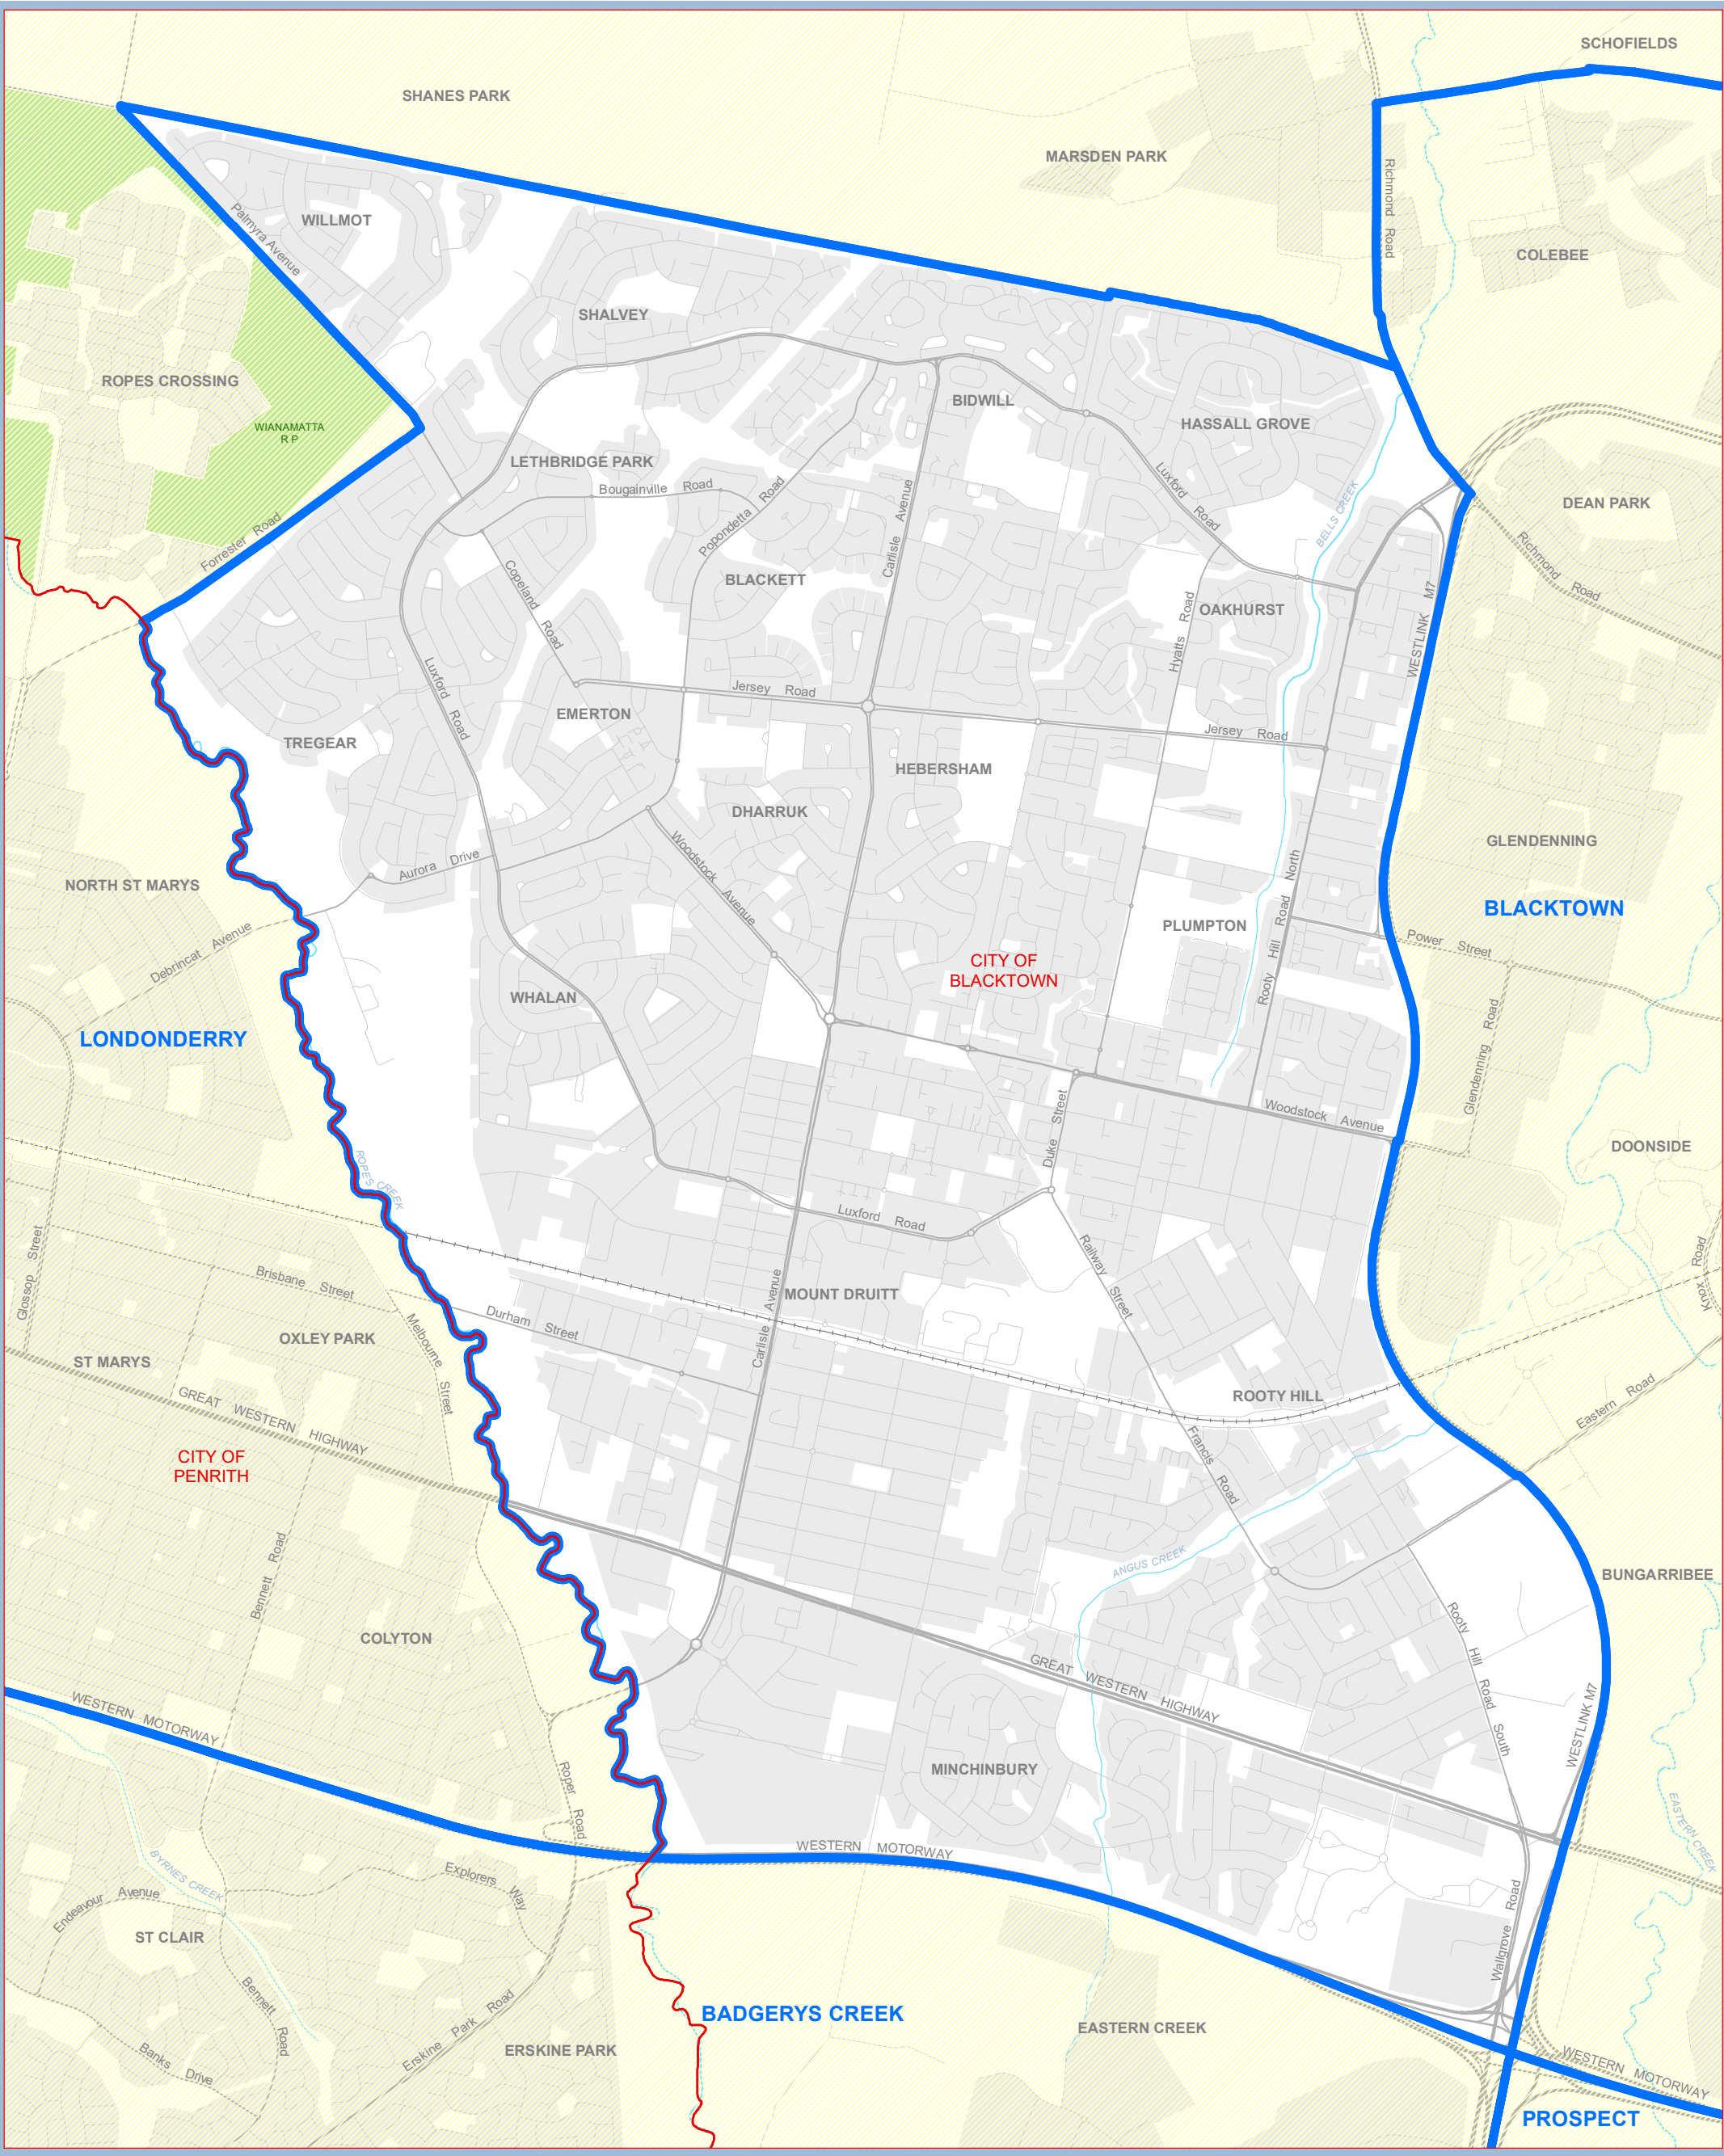 SCHOFIELDS
SHANES PARK
MARSDEN PARK
Richmond Road
WILLMOT
Palmyra Avenue
COLEBEE
SHALVEY
ROPES CROSSING
BIDWILL
HASSALL GROVE
WIANAMATTA
R P
LETHBRIDGE PARK
Bougainville Road
Popondetta Road
Carlisle Avenue
Luxford Road
BELLS CREEK
DEAN PARK
Richmond Road
Forrester Road
Copeland Road
BLACKETT
OAKHURST
Hyatts Road
WESTLINK M7
Luxford Road
Jersey Road
EMERTON
TREGEAR
Jersey Road
HEBERSHAM
DHARRUK
GLENDENNING
Woodstock Avenue
Aurora Drive
NORTH ST MARYS
BLACKTOWN
PLUMPTON
Rooty Hill Road North
Power Street
Debrincat Avenue
CITY OF
BLACKTOWN
WHALAN
LONDONDERRY
Glendenning Road
Woodstock Avenue
Duke Street
DOONSIDE
ROPES CREEK
Luxford Road
Glossop Street
Brisbane Street
Railway Street
Knox Road
MOUNT DRUITT
Carlisle Avenue
Durham Street
Melbourne Street
OXLEY PARK
ST MARYS
GREAT WESTERN HIGHWAY
ROOTY HILL
Eastern Road
CITY OF
PENRITH
Francis Road
Bennett Road
ANGUS CREEK
BUNGARRIBEE
COLYTON
Rooty Hill Road South
GREAT WESTERN HIGHWAY
WESTLINK M7
WESTERN MOTORWAY
Roper Road
MINCHINBURY
EASTERN CREEK
WESTERN MOTORWAY
BYRNES CREEK
Explorers Way
Endeavour Avenue
ST CLAIR
Wallgrove Road
Bennett Road
BADGERYS CREEK
EASTERN CREEK
Erskine Park Road
ERSKINE PARK
Banks Drive
WESTERN MOTORWAY
PROSPECT